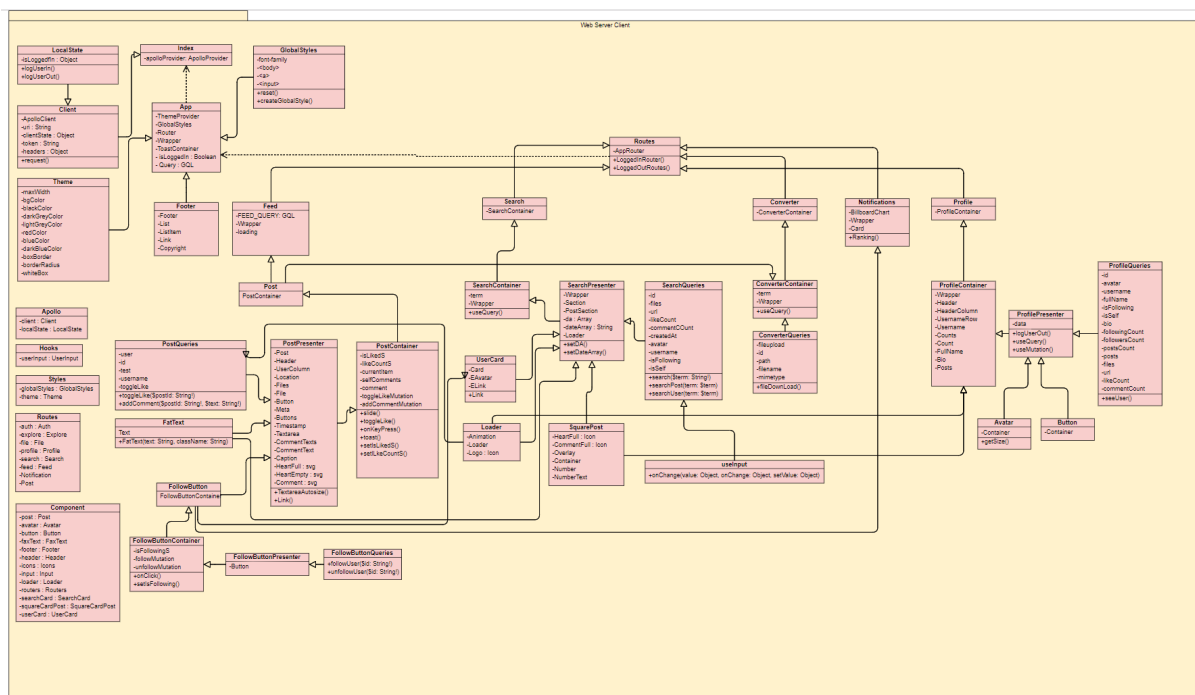 Web Server Client
LocalState
-isLoggedIn : Object
+logUserIn()
+logUserOut()
Index
-apolloProvider: ApolloProvider
GlobalStyles
-font-family
-<body>
-<a>
-<input>
+reset()
+createGlobalStyle()
Client
-ApolloClient
-uri : String
-clientState : Object
-token : String
-headers : Object
+request()
App
-ThemeProvider
-GlobalStyles
-Router
-Wrapper
-ToastContainer
- isLoggedIn : Boolean
- Query : GQL
Theme
-maxWidth
-bgColor
-blackColor
-darkGreyColor
-lightGreyColor
-redColor
-blueColor
-darkBlueColor
-boxBorder
-borderRadius
-whiteBox
Footer
-Footer
-List
-ListItem
-Link
-Copyright
Feed
-FEED_QUERY: GQL
-Wrapper
-loading
Routes
-AppRouter
+LoggedInRouter()
+LoggedOutRoutes()
Search
-SearchContainer
Converter
-ConverterContainer
Notifications
-BillboardChart
-Wrapper
-Card
+Ranking()
Profile
-ProfileContainer
Post
PostContainer
SearchContainer
-term
-Wrapper
+useQuery()
SearchPresenter
-Wrapper
-Section
-PostSection
-da : Array
-dateArray : String
-Loader
+setDA()
+setDateArray()
SearchQueries
-id
-files
-url
-likeCount
-commentCOunt
-createdAt
-avatar
-username
-isFollowing
-isSelf
+search($term: String!)
+searchPost(term: $term)
+searchUser(term: $term)
ConverterContainer
-term
-Wrapper
+useQuery()
ConverterQueries
-fileupload
-id
-path
-filename
-mimetype
+fileDownLoad()
ProfileContainer
-Wrapper
-Header
-HeaderColumn
-UsernameRow
-Username
-Counts
-Count
-FullName
-Bio
-Posts
ProfilePresenter
-data
+logUserOut()
+useQuery()
+useMutation()
ProfileQueries
-id
-avatar
-username
-fullName
-isFollowing
-isSelf
-bio
-followingCount
-followersCount
-postsCount
-posts
-files
-url
-likeCount
-commentCount
+seeUser()
Apollo
-client : Client
-localState : LocalState
Hooks
-userInput : UserInput
Styles
-globalStyles : GlobalStyles
-theme : Theme
Routes
-auth : Auth
-explore : Explore
-file : File
-profile : Profile
-search : Search
-feed : Feed
-Notification
-Post
Component
-post : Post
-avatar : Avatar
-button : Button
-faxText : FaxText
-footer : Footer
-header : Header
-icons : Icons
-input : Input
-loader : Loader
-routers : Routers
-searchCard : SearchCard
-squareCardPost : SquareCardPost
-userCard : UserCard
PostQueries
-user
-id
-test
-username
-toggleLike
+toggleLike($postId: String!)
+addComment($postId: String!, $text: String!)
FatText
Text
+FatText(text: String, className: String)
PostPresenter
-Post
-Header
-UserColumn
-Location
-Files
-File
-Button
-Meta
-Buttons
-Timestamp
-Textarea
-CommentTexts
-CommentText
-Caption
-HeartFull : svg
-HeartEmpty : svg
-Comment : svg
+TextareaAutosize()
+Link()
PostContainer
-isLikedS
-likeCountS
-currentItem
-selfComments
-comment
-toggleLikeMutation
-addCommentMutation
+slide()
+toggleLike()
+onKeyPress()
+toast()
+setIsLikedS()
+setLikeCountS()
UserCard
-Card
-EAvatar
-ELink
+Link
Loader
-Animation
-Loader
-Logo : Icon
SquarePost
-HeartFull : Icon
-CommentFull : Icon
-Overlay
-Container
-Number
-NumberText
useInput
+onChange(value: Object, onChange: Object, setValue: Object)
Avatar
-Container
+getSize()
Button
-Container
FollowButton
FollowButtonContainer
FollowButtonContainer
-isFollowingS
-followMutation
-unfollowMutation
+onClick()
+setIsFollowing()
FollowButtonPresenter
-Button
FollowButtonQueries
+followUser($id: String!)
+unfollowUser($id: String!)